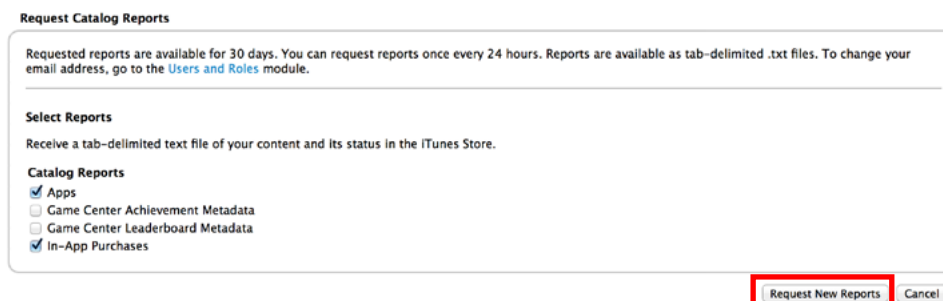 Request Catalog Reports
Requested reports are available for 30 days. You can request reports once every 24 hours. Reports are available as tab-delimited .txt files. To change your
email address, go to the Users and Roles module.
Select Reports
Receive a tab-delimited text file of your content and its status in the iTunes Store.
Catalog Reports
Apps
Game Center Achievement Metadata
Game Center Leaderboard Metadata
In-App Purchases
Request New Reports Cancel